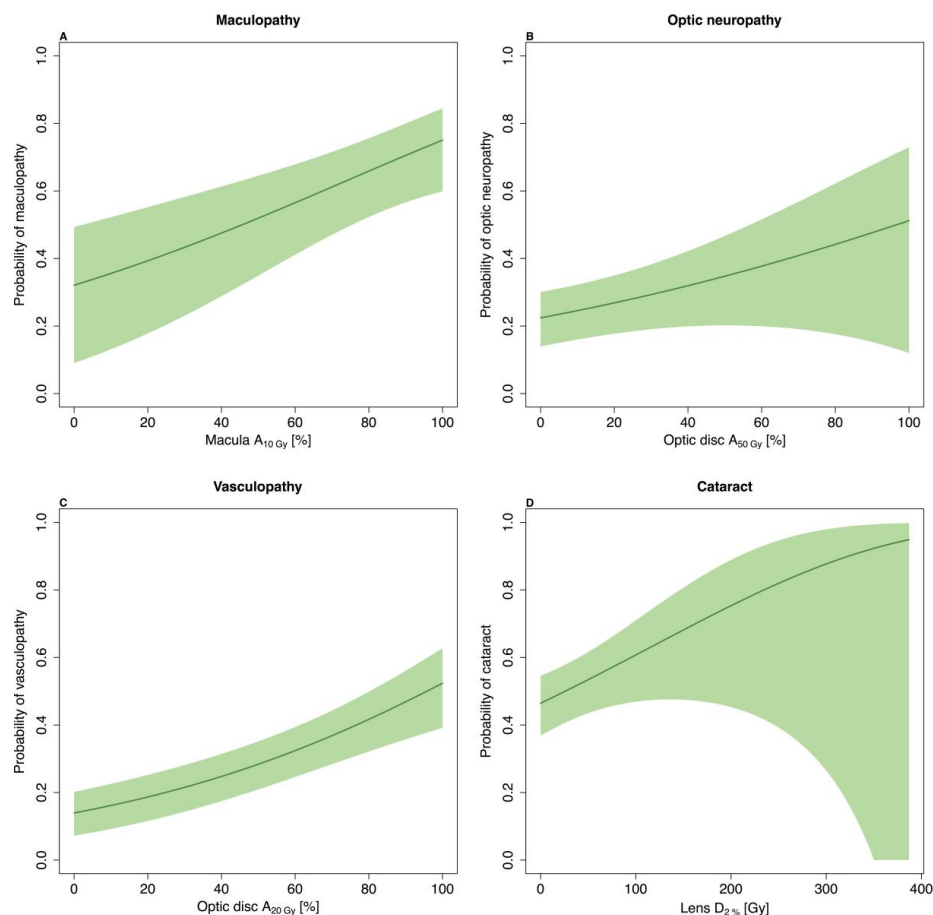 Maculopathy
A
Probability of maculopathy
1.0
0.8
0.6
0.4
0.2
0.0
0 20 40 60 80 100
Macula A10 Gy [%]
Optic neuropathy
B
Probability of optic neuropathy
1.0
0.8
0.6
0.4
0.2
0.0
0 20 40 60 80 100
Optic disc A50 Gy [%]
Vasculopathy
C
Probability of vasculopathy
1.0
0.8
0.6
0.4
0.2
0.0
0 20 40 60 80 100
Optic disc A20 Gy [%]
Cataract
D
Probability of cataract
1.0
0.8
0.6
0.4
0.2
0.0
0 100 200 300 400
Lens D2 % [Gy]